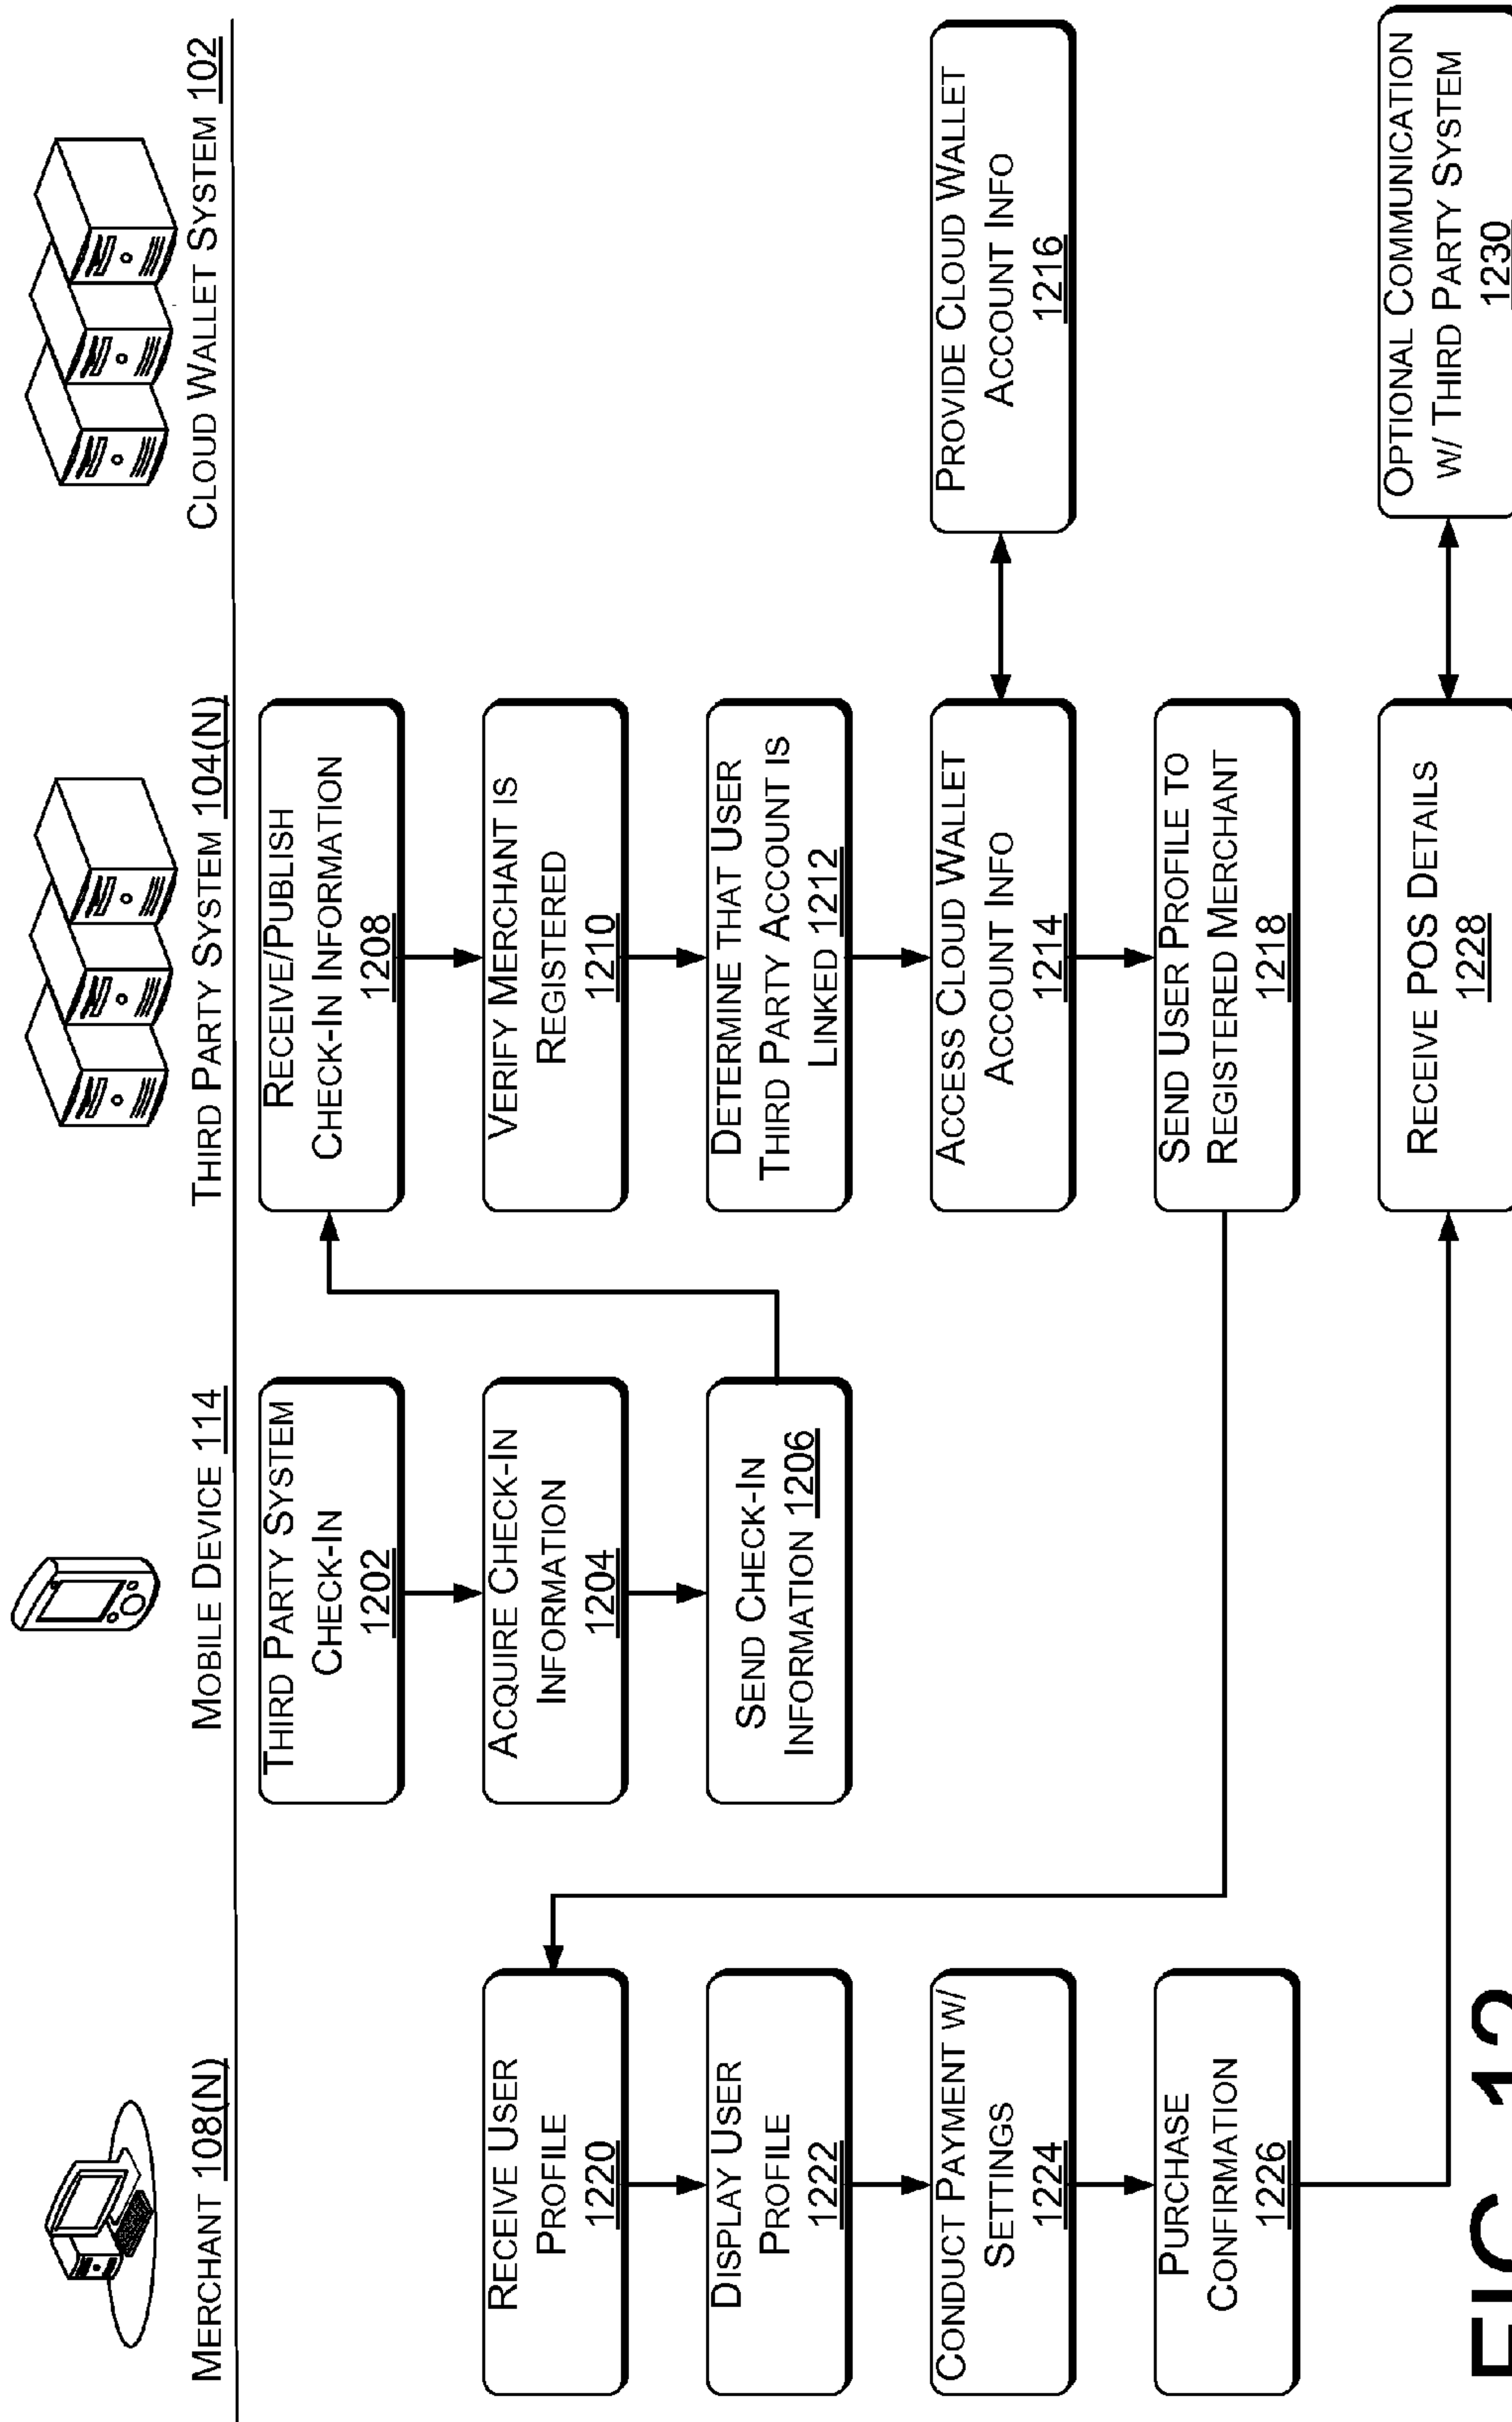 MERCHANT 108(N)
MOBILE DEVICE 114
THIRD PARTY SYSTEM 104(N)
CLOUD WALLET SYSTEM 102
THIRD PARTY SYSTEM
CHECK-IN
1202
ACQUIRE CHECK-IN
INFORMATION
1204
SEND CHECK-IN
INFORMATION 1206
RECEIVE/PUBLISH
CHECK-IN INFORMATION
1208
VERIFY MERCHANT IS
REGISTERED
1210
DETERMINE THAT USER
THIRD PARTY ACCOUNT IS
LINKED 1212
ACCESS CLOUD WALLET
ACCOUNT INFO
1214
PROVIDE CLOUD WALLET
ACCOUNT INFO
1216
SEND USER PROFILE TO
REGISTERED MERCHANT
1218
RECEIVE USER
PROFILE
1220
DISPLAY USER
PROFILE
1222
CONDUCT PAYMENT W/
SETTINGS
1224
PURCHASE
CONFIRMATION
1226
RECEIVE POS DETAILS
1228
OPTIONAL COMMUNICATION
W/ THIRD PARTY SYSTEM
1230
FIG. 12